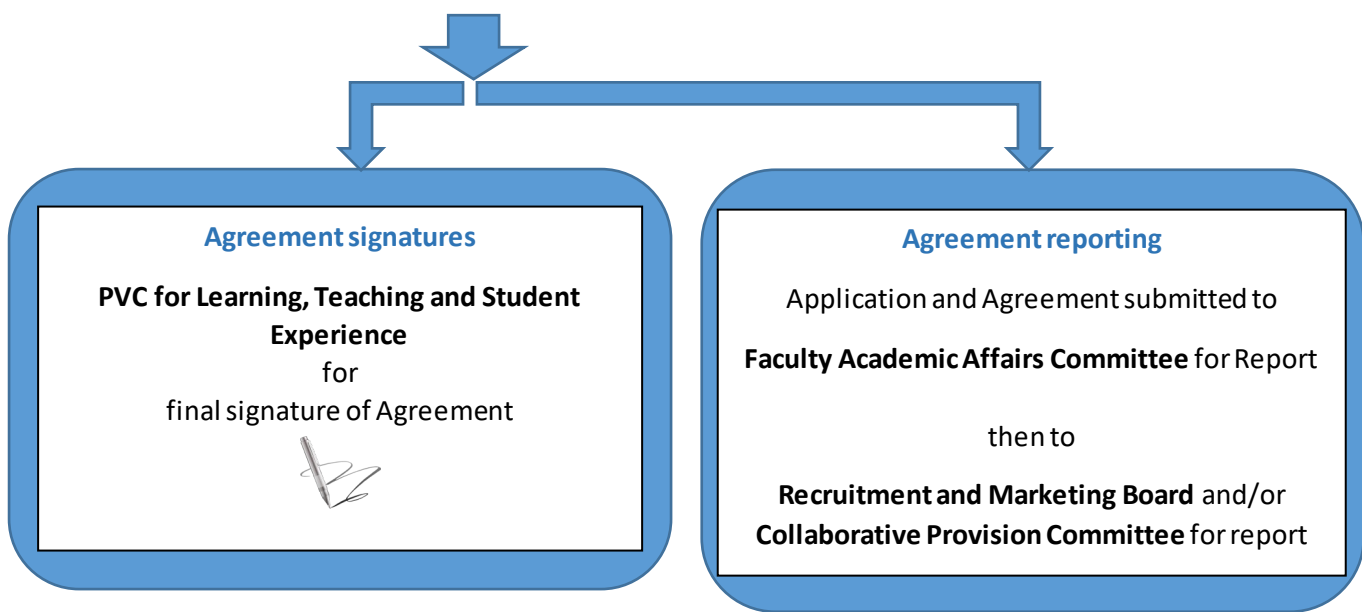 Agreement signatures
PVC for Learning, Teaching and Student
Experience
for
final signature of Agreement
Agreement reporting
Application and Agreement submitted to
Faculty Academic Affairs Committee for Report
then to
Recruitment and Marketing Board and/or
Collaborative Provision Committee for report